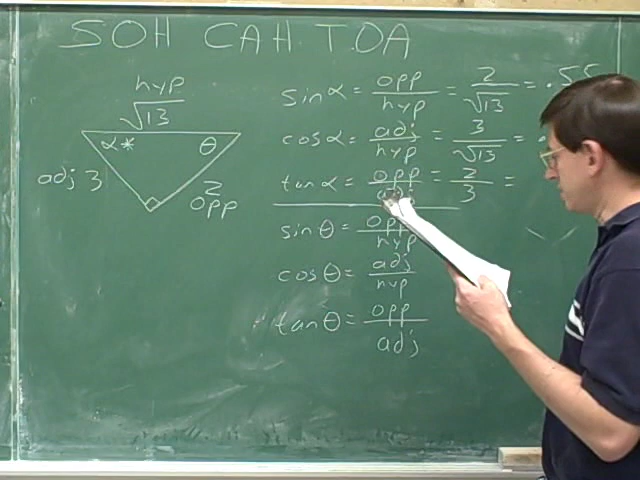 SOH CAH TOA
hyp
√13
α*
θ
adj 3
2
opp
sin α = opp/hyp = 2/√13 = .55
cos α = adj/hyp = 3/√13 =
tan α = opp/adj = 2/3 =
sin θ = opp/hyp
cos θ = adj/hyp
tan θ = opp/adj